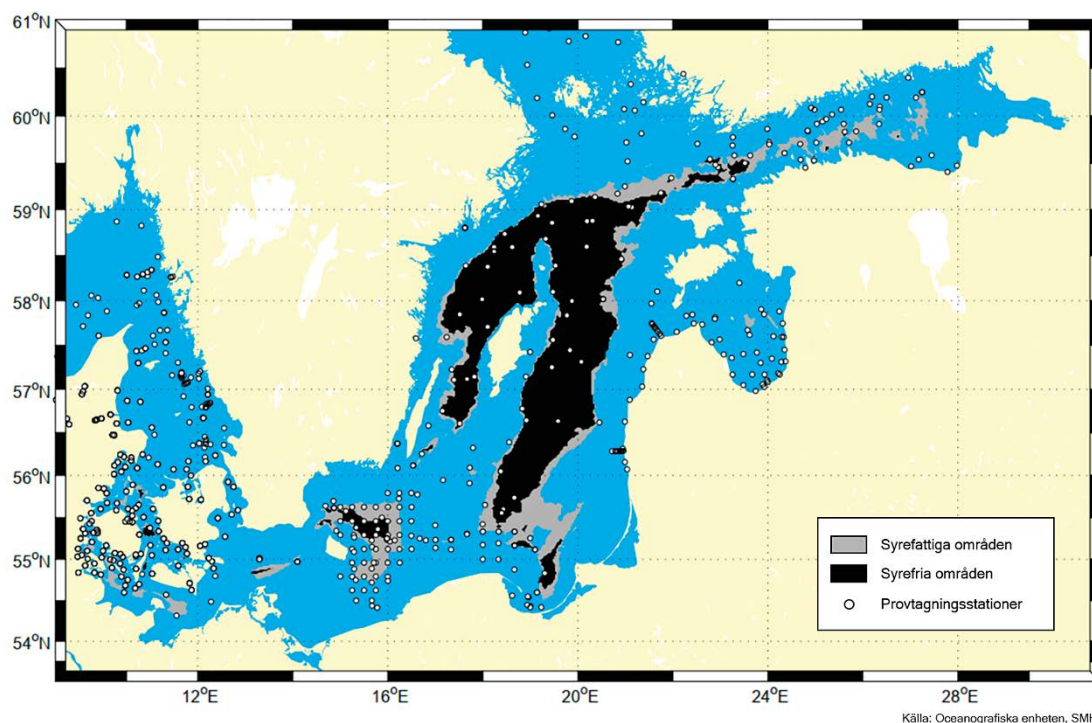 61°N
60°N
59°N
58°N
57°N
56°N
55°N
54°N
12°E 16°E 20°E 24°E 28°E
Syrefattiga områden
Syrefria områden
Provtagningsstationer
Källa: Oceanografiska enheten,